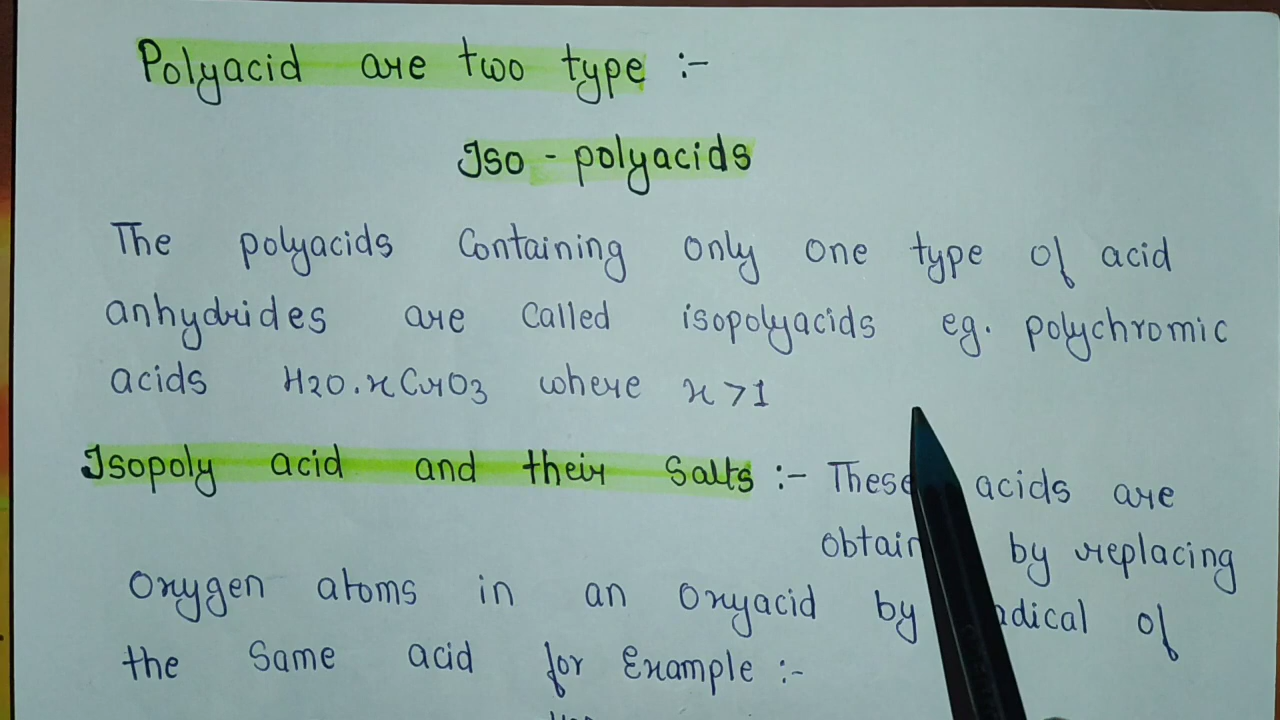 Polyacid are two type :-
Iso - polyacids
The polyacids Containing only one type of acid
anhydrides are Called isopolyacids eg. polychromic
acids H2O.xCrO3 where x >1
Isopoly acid and their Salts :- These acids are
obtain by replacing
Oxygen atoms in an Oxyacid by of
the Same acid for Example :-